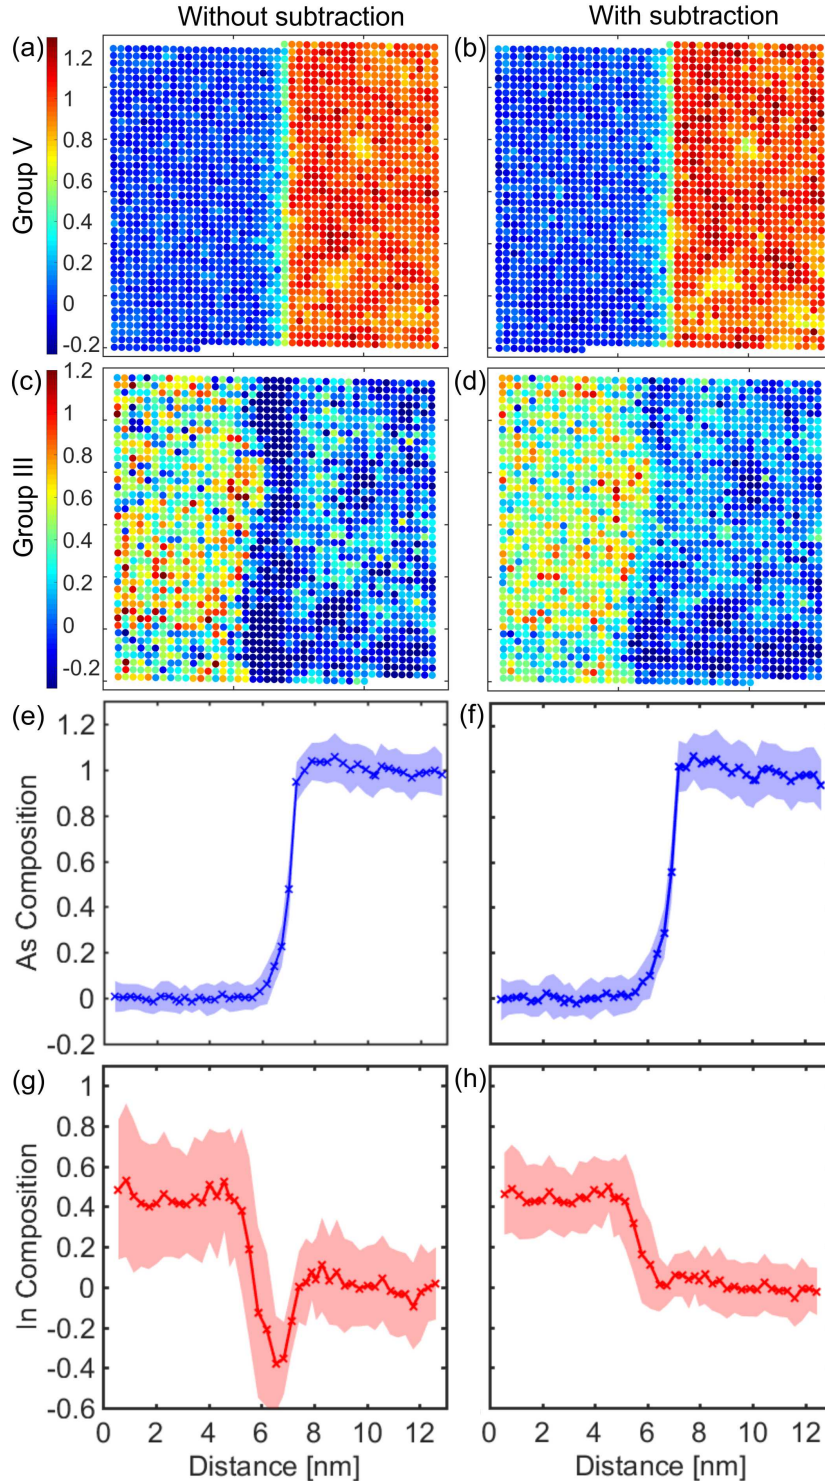 Without subtraction
With subtraction
(a)
(b)
Group V
1.2
1
0.8
0.6
0.4
0.2
0
-0.2
(c)
(d)
Group III
1.2
1
0.8
0.6
0.4
0.2
0
-0.2
(e)
(f)
As Composition
1.2
1
0.8
0.6
0.4
0.2
0
-0.2
(g)
(h)
In Composition
1
0.8
0.6
0.4
0.2
0
-0.2
-0.4
-0.6
0 2 4 6 8 10 12
0 2 4 6 8 10 12
Distance [nm]
Distance [nm]